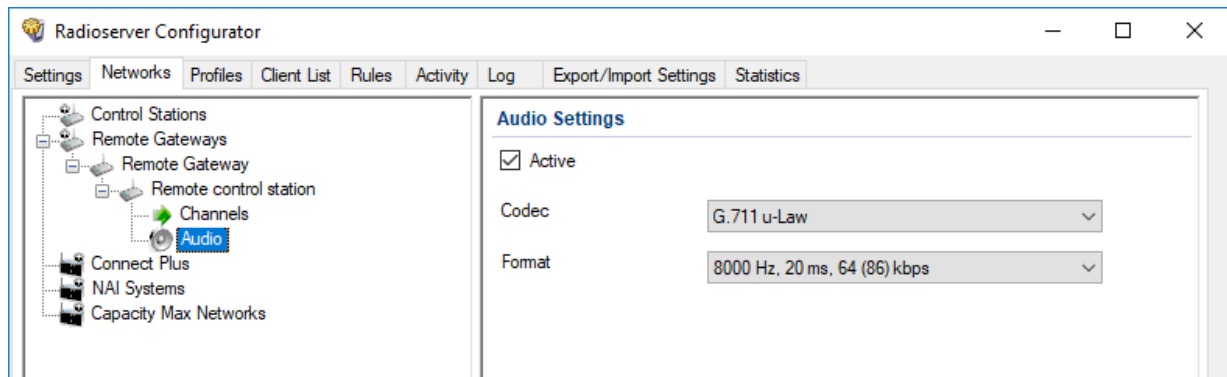 Radioserver Configurator
Settings Networks Profiles Client List Rules Activity Log Export/Import Settings Statistics
Control Stations
Remote Gateways
Remote Gateway
Remote control station
Channels
Audio
Connect Plus
NAI Systems
Capacity Max Networks
Audio Settings
Active
Codec G.711 u-Law
Format 8000 Hz, 20 ms, 64 (86) kbps